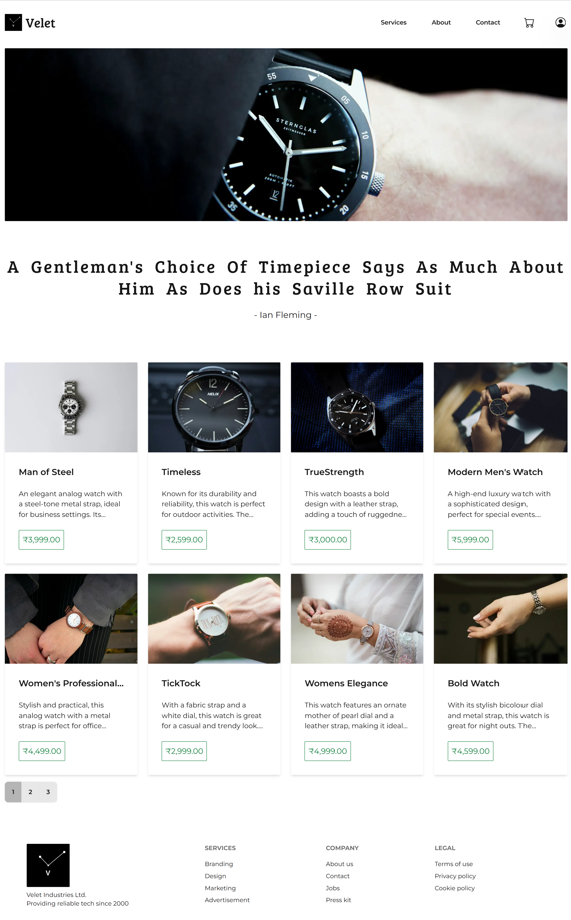 Velet
Services
About
Contact
STERNGLAS
55
05
10
15
20
35
12
A Gentleman's Choice Of Timepiece Says As Much About
Him As Does his Saville Row Suit
- Ian Fleming -
HELIX
Man of Steel
An elegant analog watch with
a steel-tone metal strap, ideal
for business settings. Its...
₹3,999.00
Timeless
Known for its durability and
reliability, this watch is perfect
for outdoor activities. The...
₹2,599.00
TrueStrength
This watch boasts a bold
design with a leather strap,
adding a touch of ruggedne...
₹3,000.00
Modern Men's Watch
A high-end luxury watch with
a sophisticated design,
perfect for special events....
₹5,999.00
Women's Professional...
Stylish and practical, this
analog watch with a metal
strap is perfect for office...
₹4,499.00
TickTock
With a fabric strap and a
white dial, this watch is great
for a casual and trendy look....
₹2,999.00
Womens Elegance
This watch features an ornate
mother of pearl dial and a
leather strap, making it ideal...
₹4,999.00
Bold Watch
With its stylish bicolour dial
and metal strap, this watch is
great for night outs. The...
₹4,599.00
1 2 3
V
Velet Industries Ltd.
Providing reliable tech since 2000
SERVICES
Branding
Design
Marketing
Advertisement
COMPANY
About us
Contact
Jobs
Press kit
LEGAL
Terms of use
Privacy policy
Cookie policy